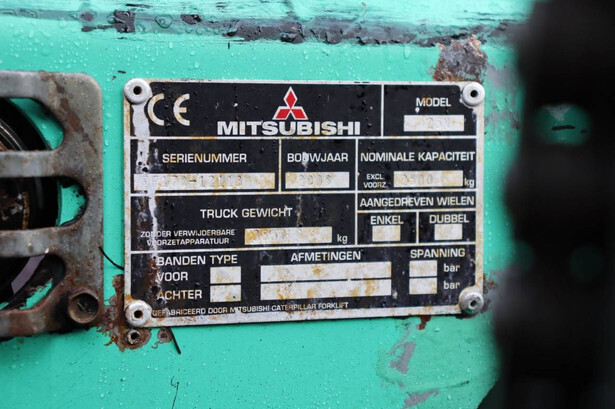 CE
MITSUBISHI
MODEL
SERIENUMMER
BOUWJAAR
NOMINALE KAPACITEIT
EXCL
VOORZ.
kg
TRUCK GEWICHT
ZONDER VERWIJDERBARE
VOORZETAPPARATUUR
kg
AANGEDREVEN WIELEN
ENKEL
DUBBEL
BANDEN TYPE
AFMETINGEN
SPANNING
VOOR
bar
ACHTER
bar
GEFABRICEERD DOOR MITSUBISHI CATERPILLAR FORKLIFT